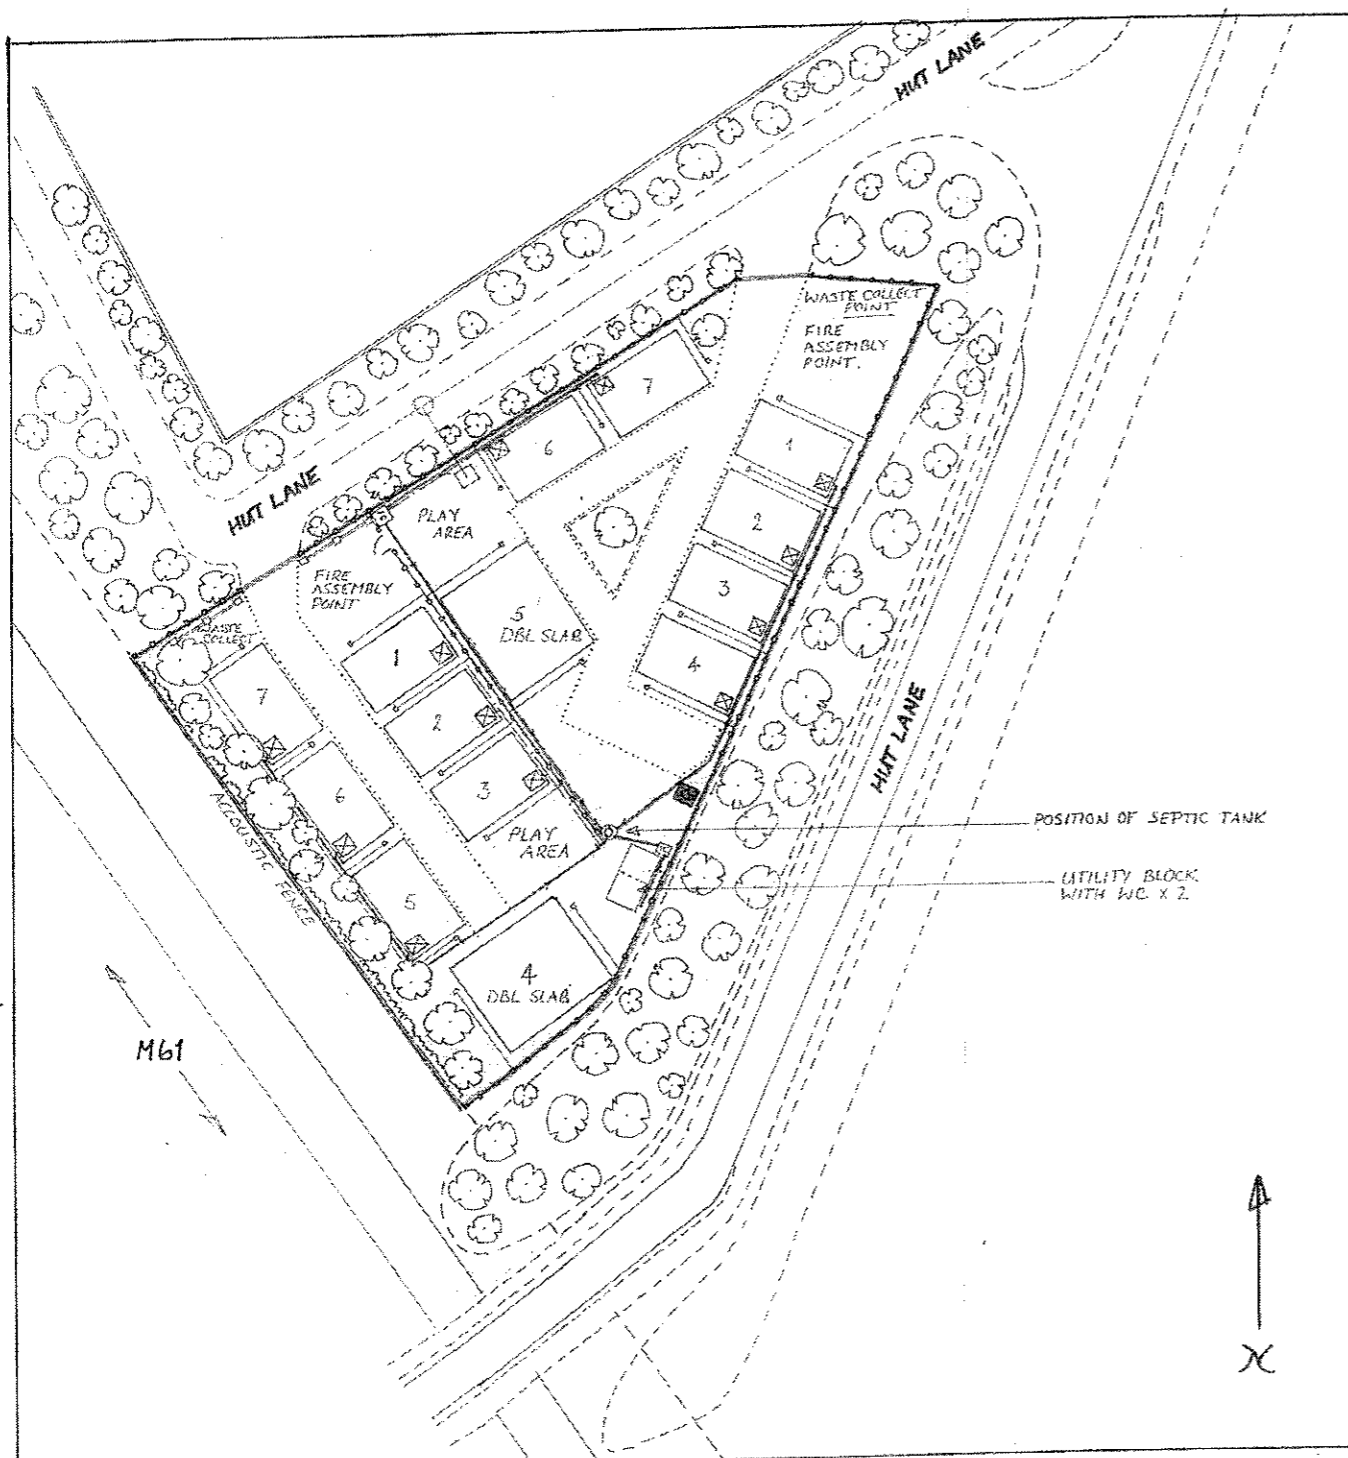 HUT LANE
WASTE COLLECT
POINT
FIRE
ASSEMBLY
POINT.
7
6
1
2
3
4
HUT LANE
PLAY
AREA
5
DBL SLAB
FIRE
ASSEMBLY
POINT
WASTE
COLLECT
1
2
3
7
6
5
PLAY
AREA
4
DBL SLAB
ACCOUSTIC FENCE
M61
HUT LANE
POSITION OF SEPTIC TANK
UTILITY BLOCK
WITH WC X 2
N